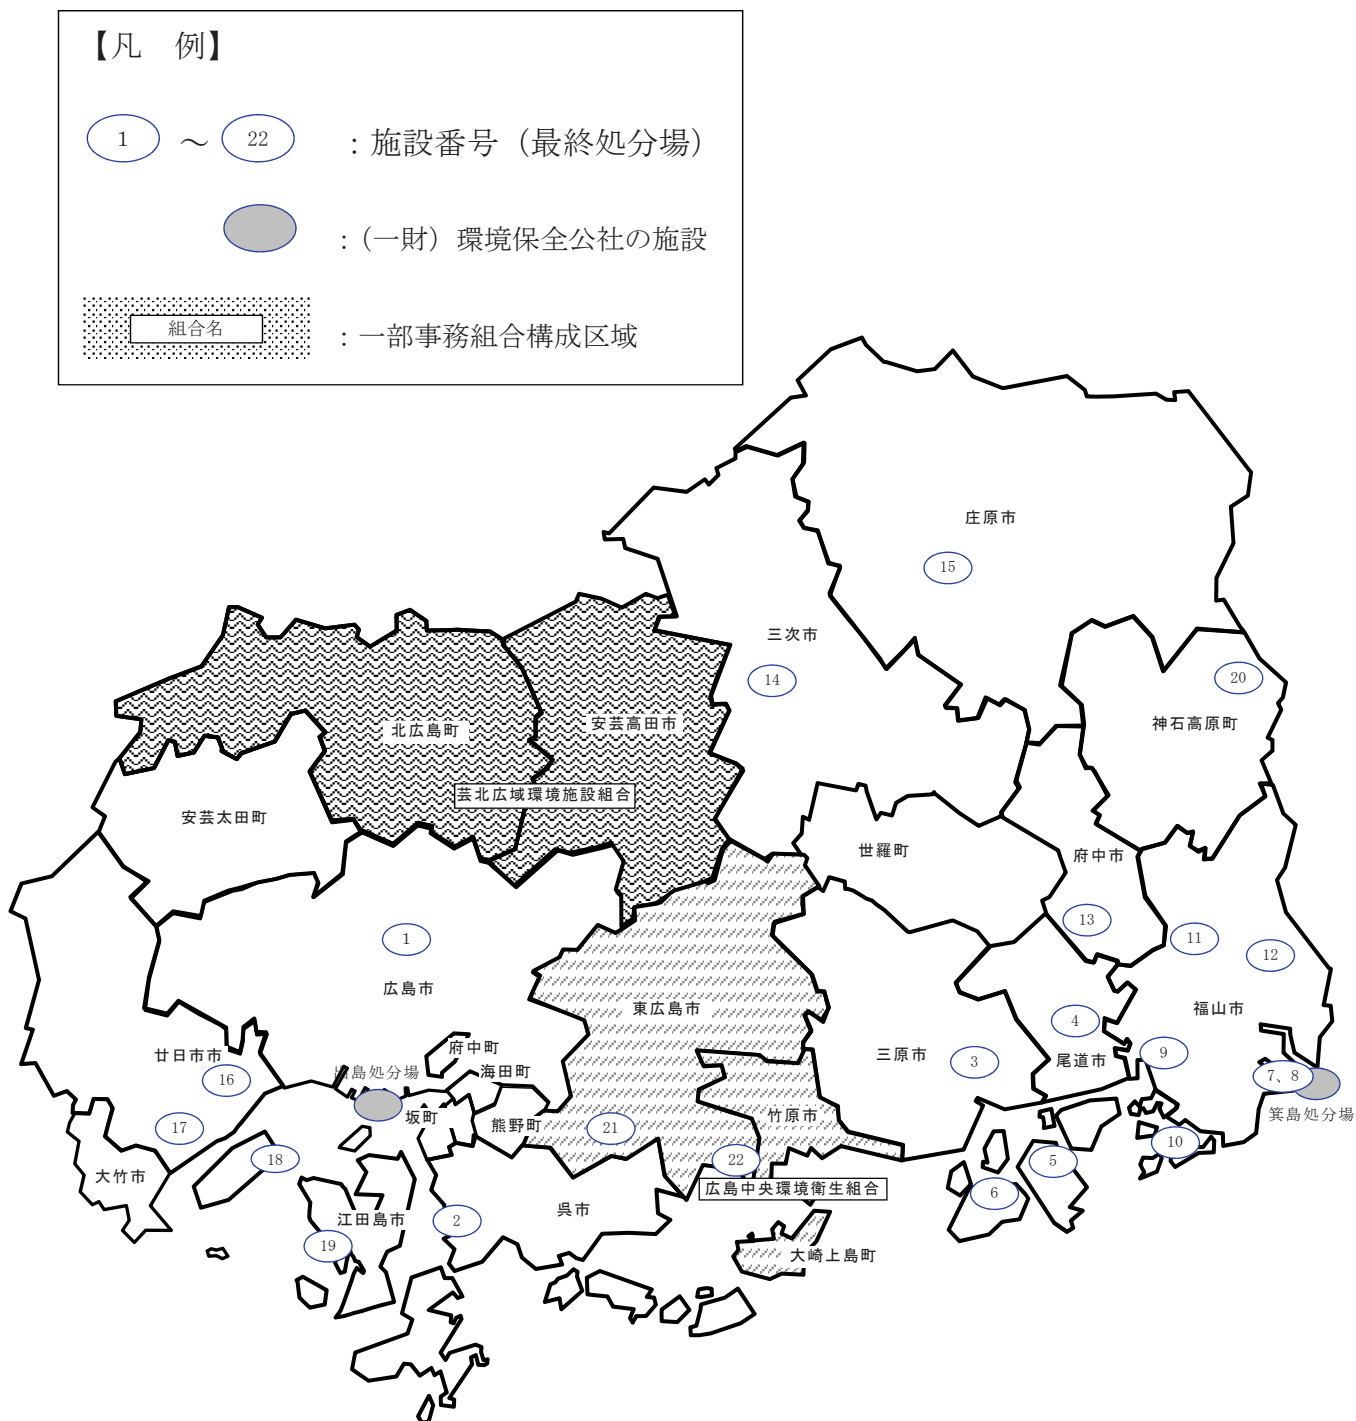 【凡　例】
1 ～ 22 ：施設番号（最終処分場）
：（一財）環境保全公社の施設
組合名 ：一部事務組合構成区域
庄原市
15
三次市
14
20
神石高原町
北広島町
安芸高田市
芸北広域環境施設組合
安芸太田町
世羅町
府中市
13
11
12
1
広島市
東広島市
福山市
4
尾道市
9
三原市
3
7、8
箕島処分場
府中町
海田町
廿日市市
16
出島処分場
坂町
熊野町
竹原市
17
21
10
大竹市
18
22
5
広島中央環境衛生組合
6
江田島市
2
呉市
19
大崎上島町